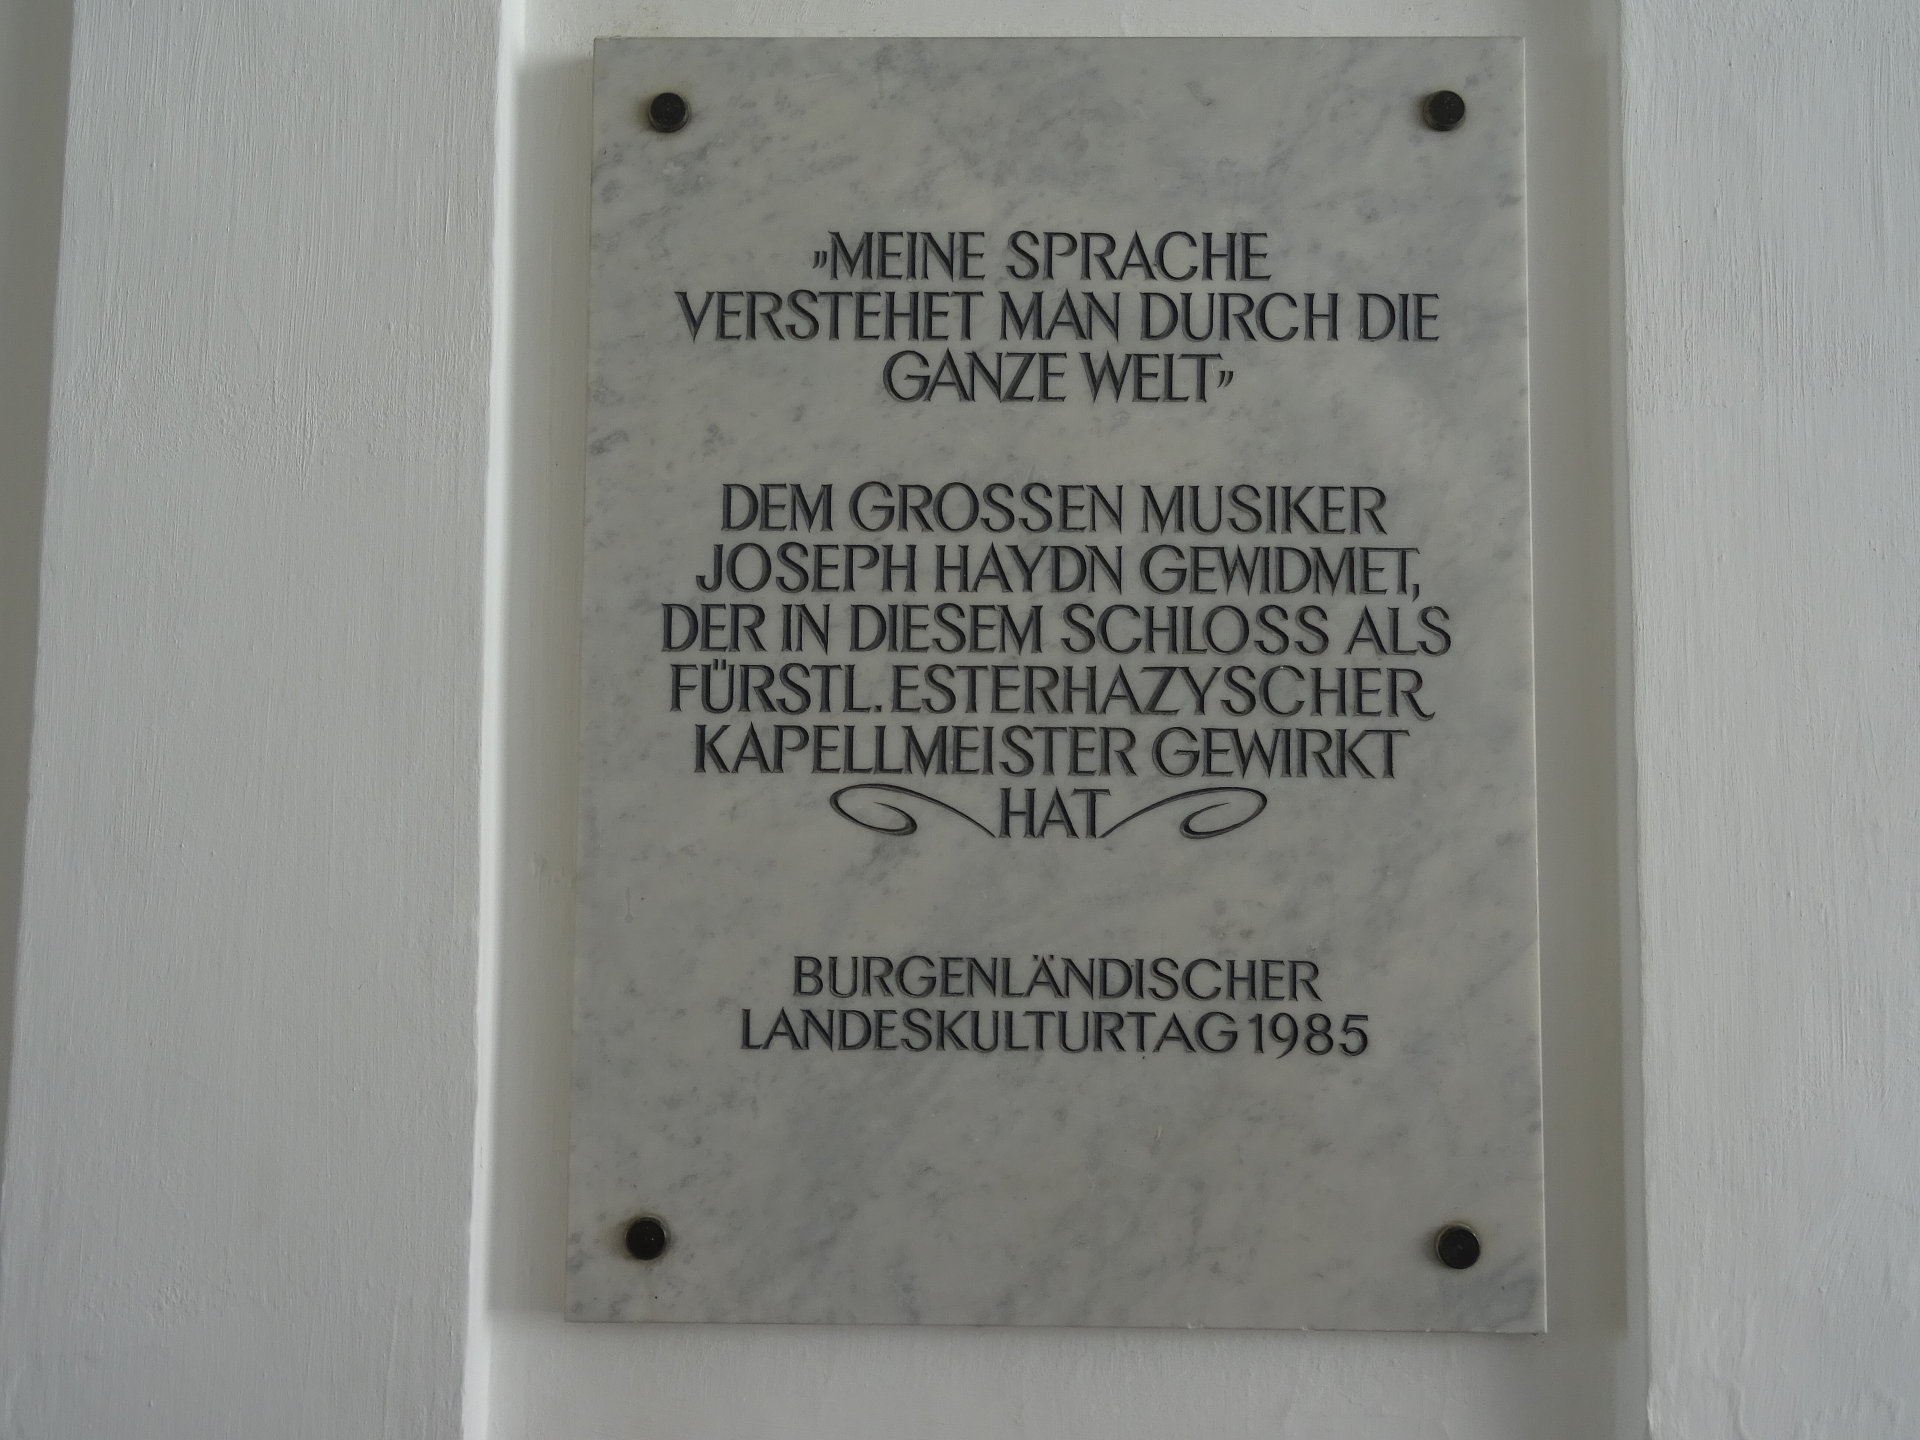 „MEINE SPRACHE
VERSTEHET MAN DURCH DIE
GANZE WELT”
DEM GROSSEN MUSIKER
JOSEPH HAYDN GEWIDMET,
DER IN DIESEM SCHLOSS ALS
FÜRSTL. ESTERHAZYSCHER
KAPELLMEISTER GEWIRKT
HAT
BURGENLÄNDISCHER
LANDESKULTURTAG 1985